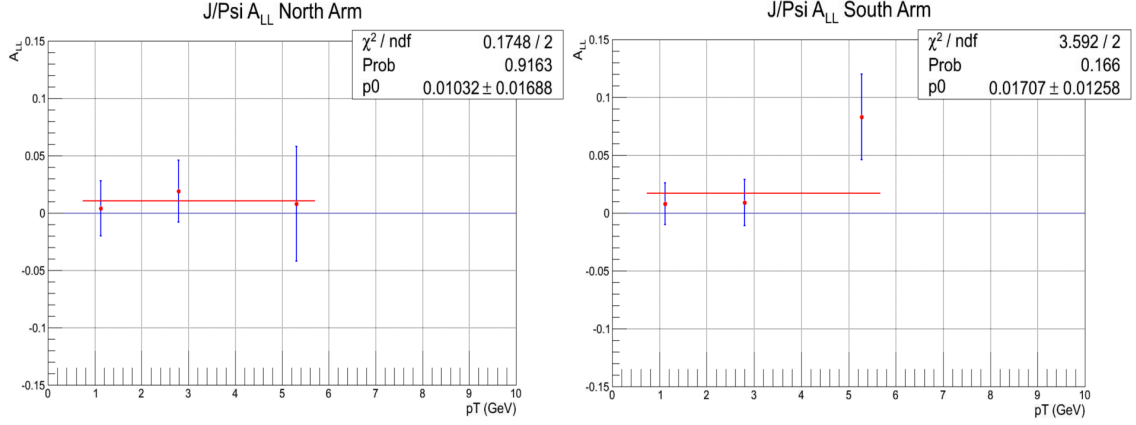 J/Psi A_LL North Arm
χ² / ndf 0.1748 / 2
Prob 0.9163
p0 0.01032 ± 0.01688
A_LL
0.15
0.1
0.05
0
-0.05
-0.1
-0.15
0 1 2 3 4 5 6 7 8 9 10
pT (GeV)
J/Psi A_LL South Arm
χ² / ndf 3.592 / 2
Prob 0.166
p0 0.01707 ± 0.01258
A_LL
0.15
0.1
0.05
0
-0.05
-0.1
-0.15
0 1 2 3 4 5 6 7 8 9 10
pT (GeV)